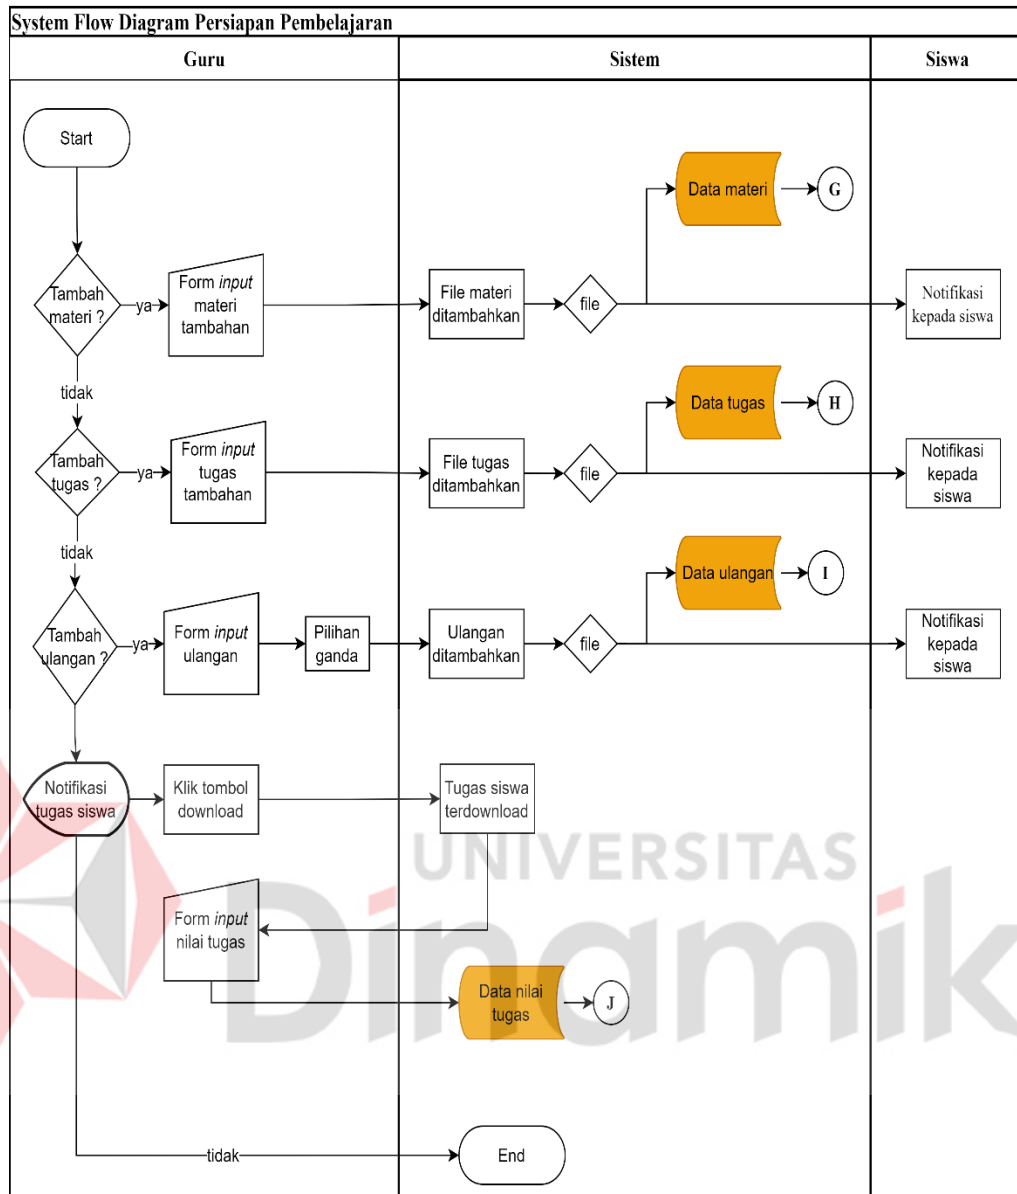 System Flow Diagram Persiapan Pembelajaran
Guru
Sistem
Siswa
Start
Data materi
G
Tambah
materi ?
ya
Form input
materi
tambahan
File materi
ditambahkan
file
Notifikasi
kepada siswa
tidak
Data tugas
H
Tambah
tugas ?
ya
Form input
tugas
tambahan
File tugas
ditambahkan
file
Notifikasi
kepada
siswa
tidak
Data ulangan
I
Tambah
ulangan ?
ya
Form input
ulangan
Pilihan
ganda
Ulangan
ditambahkan
file
Notifikasi
kepada
siswa
Notifikasi
tugas siswa
Klik tombol
download
Tugas siswa
terdownload
UNIVERSITAS
Dinamik
Form input
nilai tugas
Data nilai
tugas
J
tidak
End